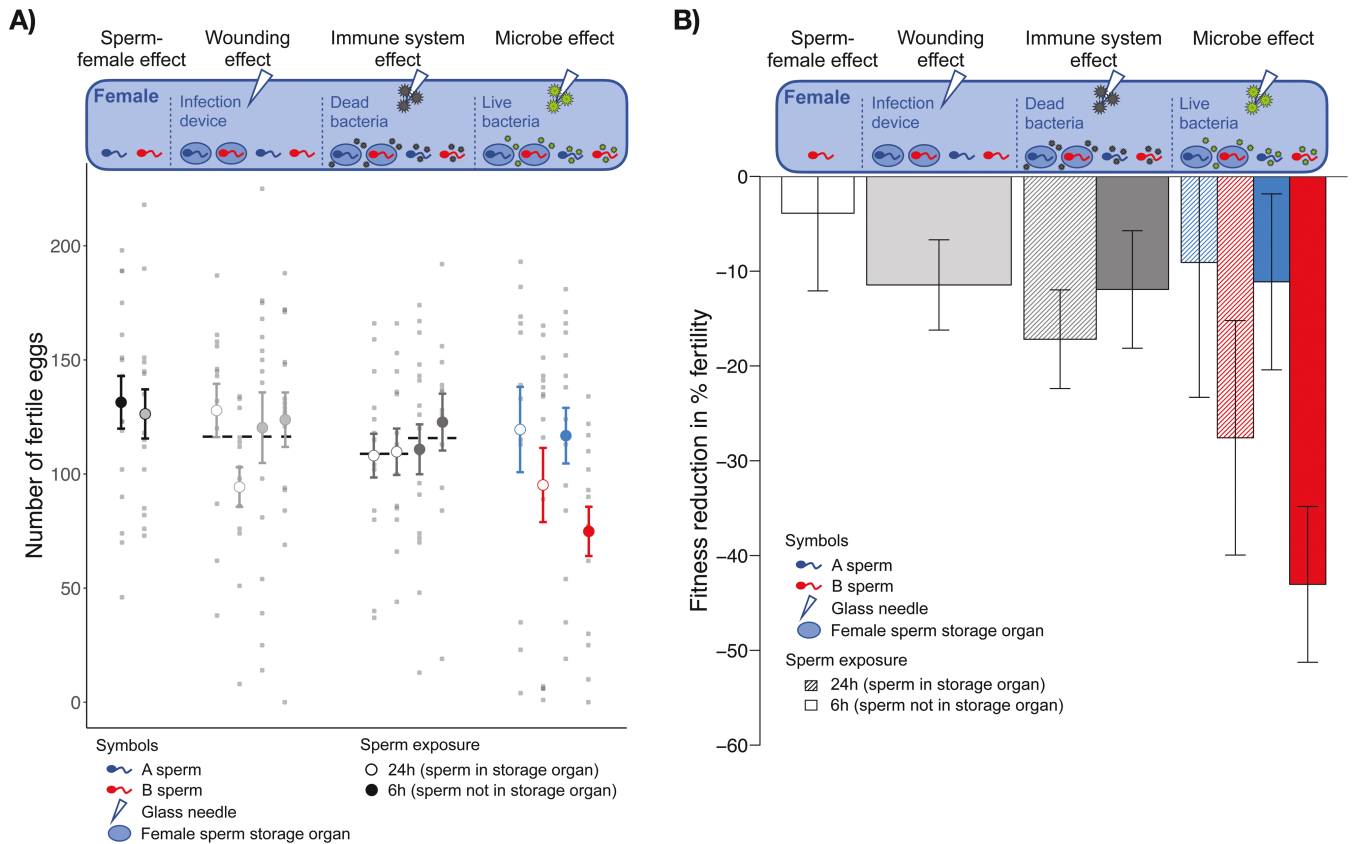 A)
Sperm-
female effect
Wounding
effect
Immune system
effect
Microbe effect
Female
Infection
device
Dead
bacteria
Live
bacteria
Number of fertile eggs
200
150
100
50
0
Symbols
A sperm
B sperm
Glass needle
Female sperm storage organ
Sperm exposure
24h (sperm in storage organ)
6h (sperm not in storage organ)
B)
Sperm-
female effect
Wounding
effect
Immune system
effect
Microbe effect
Female
Infection
device
Dead
bacteria
Live
bacteria
Fitness reduction in % fertility
0
−10
−20
−30
−40
−50
−60
Symbols
A sperm
B sperm
Glass needle
Female sperm storage organ
Sperm exposure
24h (sperm in storage organ)
6h (sperm not in storage organ)